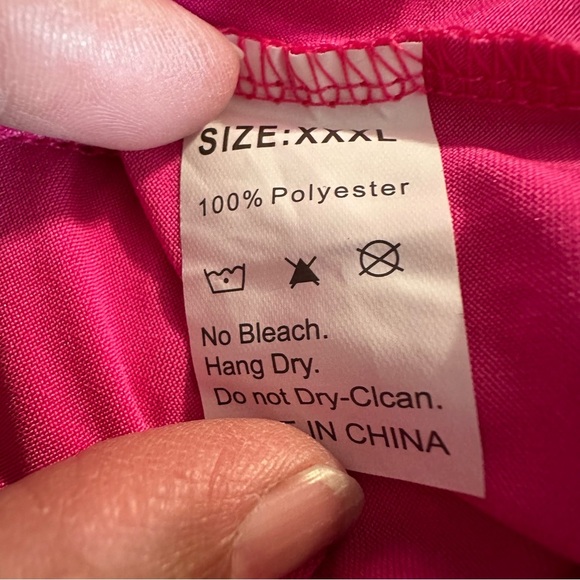 SIZE:XXXL
100% Polyester
No Bleach.
Hang Dry.
Do not Dry-Clcan.
IN CHINA